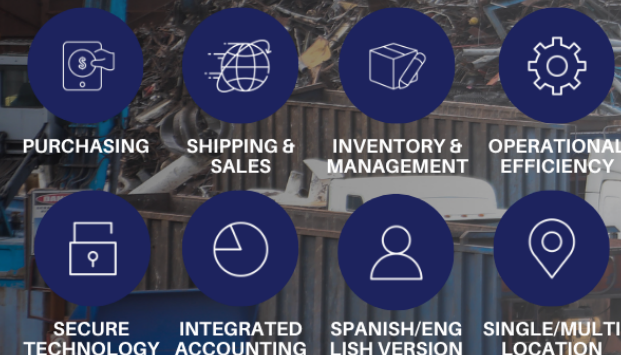 PURCHASING
SHIPPING &
SALES
INVENTORY &
MANAGEMENT
OPERATIONAL
EFFICIENCY
SECURE
TECHNOLOGY
INTEGRATED
ACCOUNTING
SPANISH/ENG
LISH VERSION
SINGLE/MULTI
LOCATION